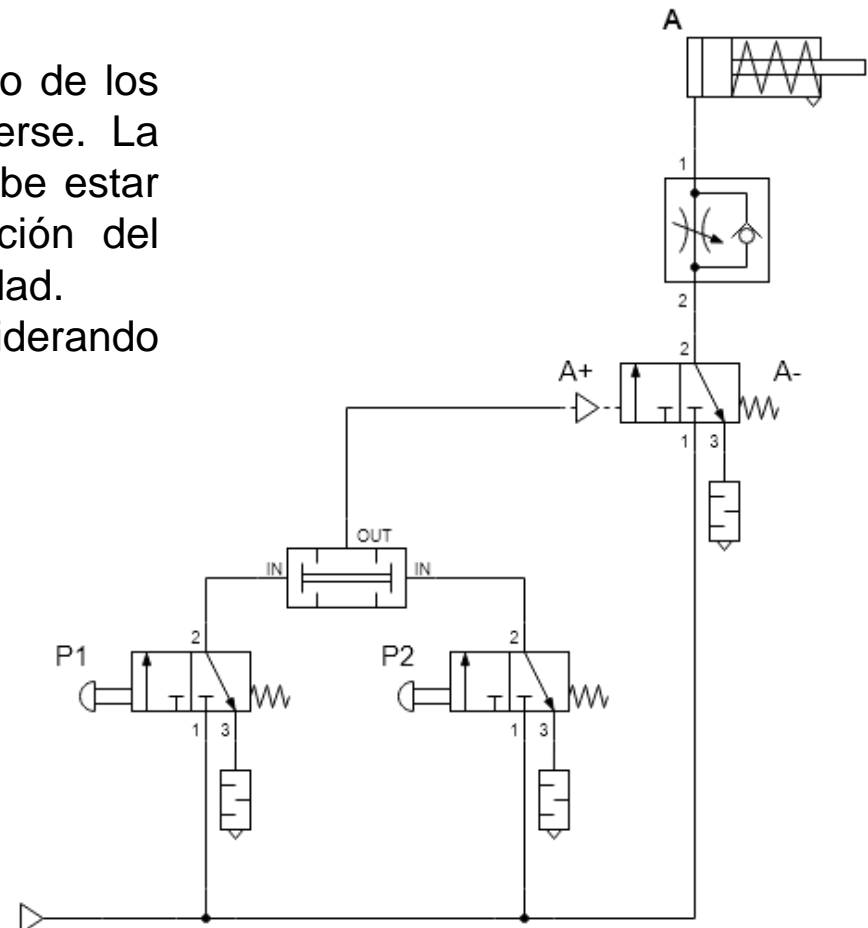 A
o de los
erse. La
be estar
ción del
dad.
iderando
1
2
2
A+
A-
1 3
OUT
IN
IN
P1
2
P2
2
1 3
1 3